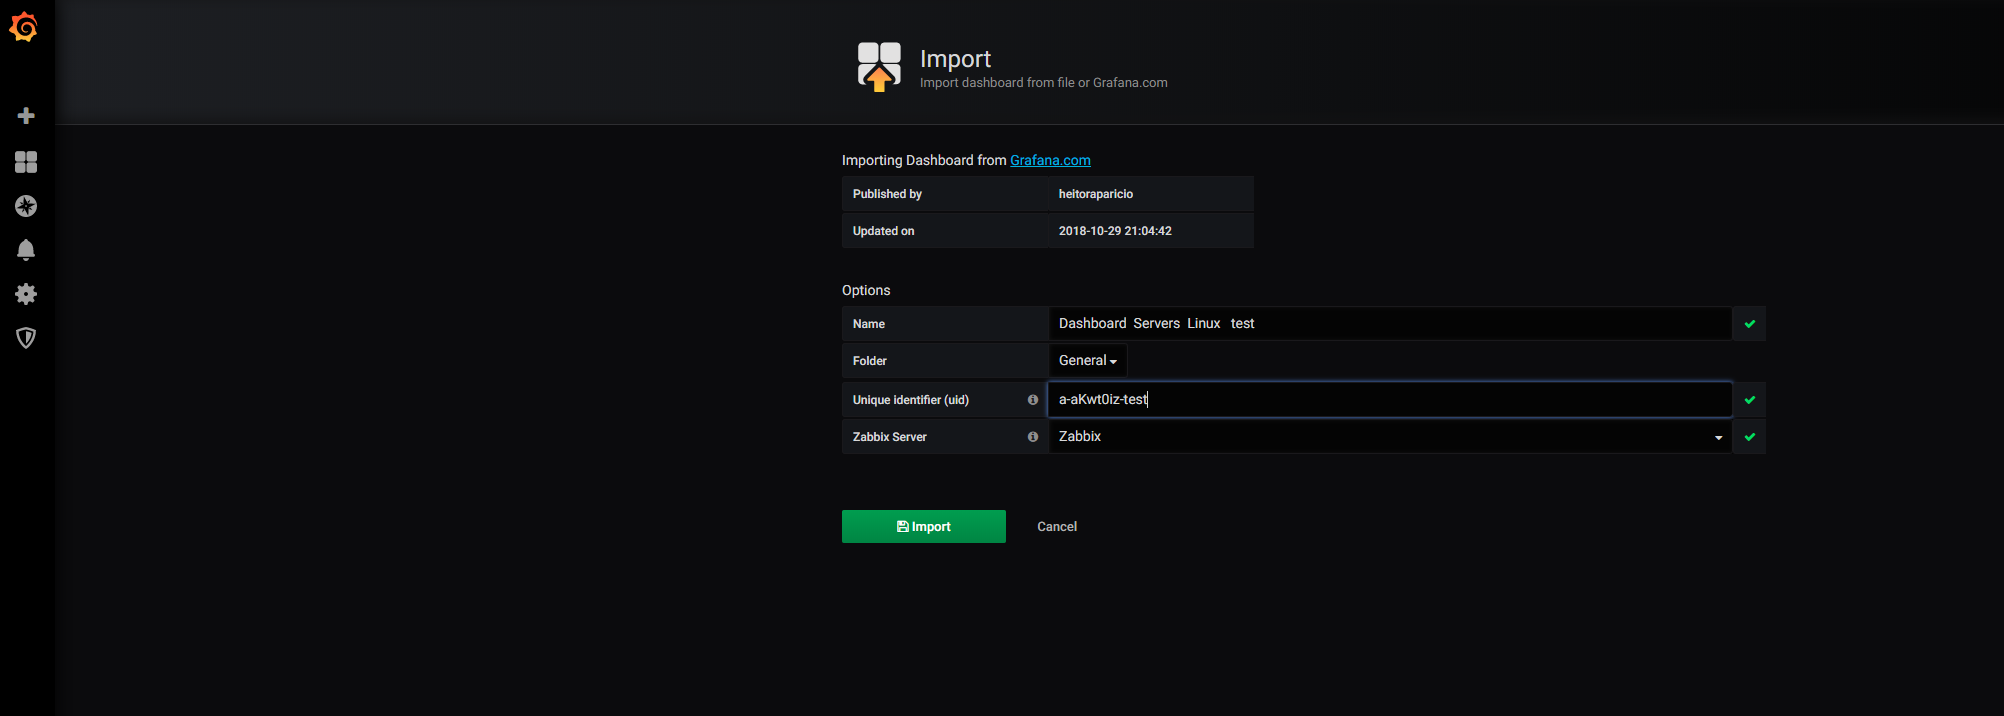 Import
Import dashboard from file or Grafana.com
Importing Dashboard from Grafana.com
Published by heitoraparicio
Updated on 2018-10-29 21:04:42
Options
Name Dashboard Servers Linux test
Folder General
Unique identifier (uid) a-aKwt0iz-test
Zabbix Server Zabbix
Import Cancel